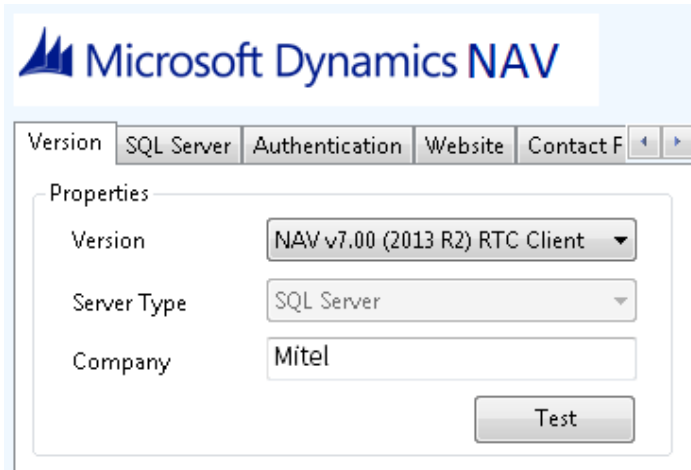 Microsoft Dynamics NAV
Version SQL Server Authentication Website Contact F
Properties
Version NAV v7.00 (2013 R2) RTC Client
Server Type SQL Server
Company Mitel
Test